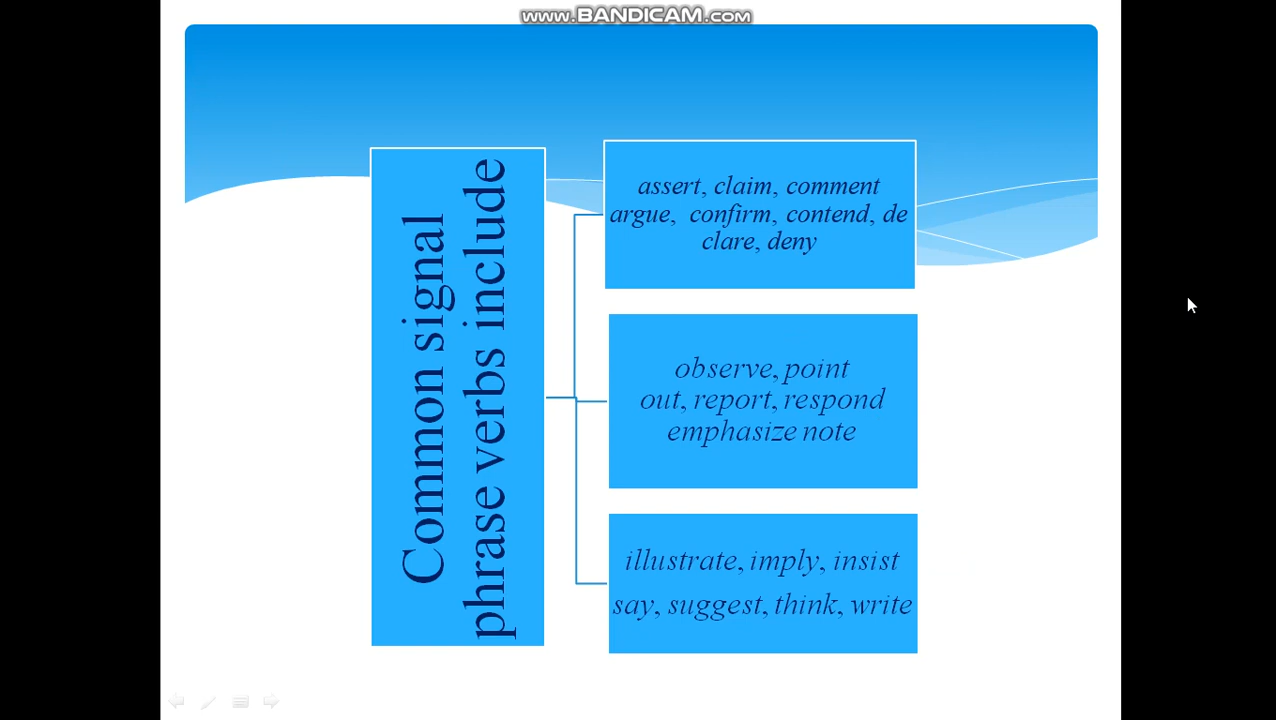 www.BANDICAM.com
Common signal
phrase verbs include
assert, claim, comment
argue,  confirm, contend, de
clare, deny
observe, point
out, report, respond
emphasize note
illustrate, imply, insist
say, suggest, think, write